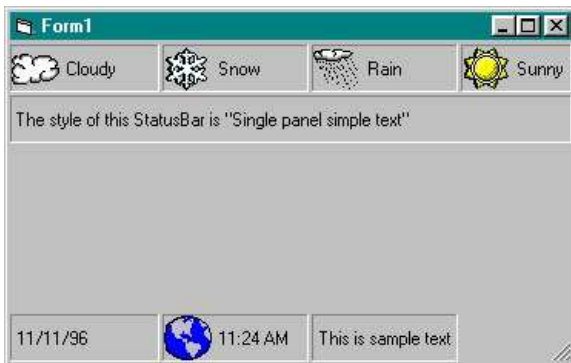 Form1
Cloudy Snow Rain Sunny
The style of this StatusBar is "Single panel simple text"
11/11/96 11:24 AM This is sample text